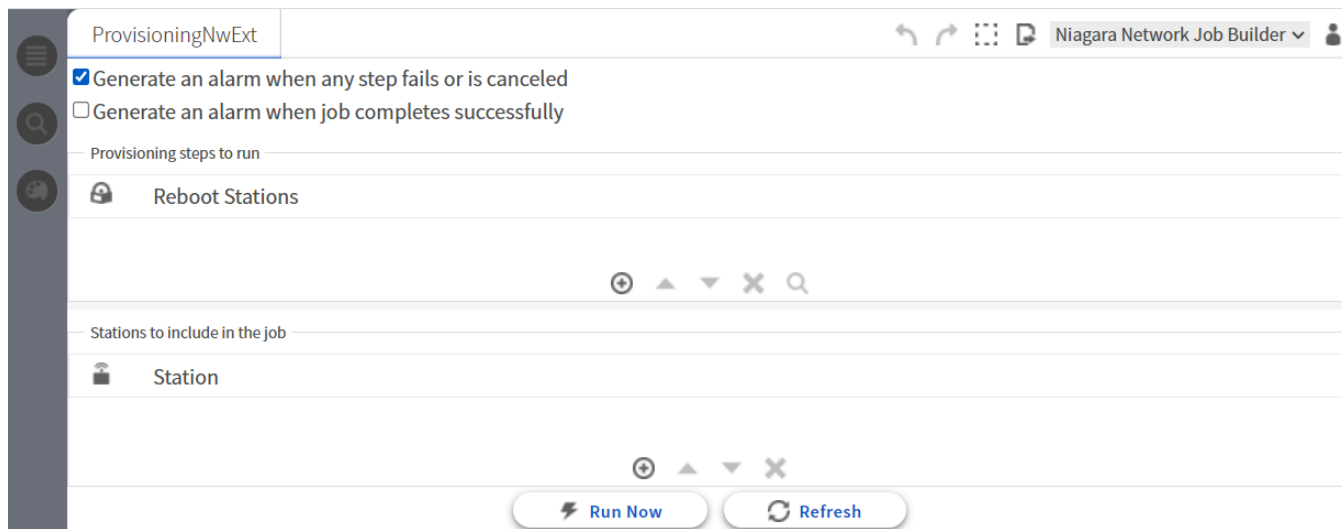 ProvisioningNwExt
Niagara Network Job Builder
Generate an alarm when any step fails or is canceled
Generate an alarm when job completes successfully
Provisioning steps to run
Reboot Stations
Stations to include in the job
Station
Run Now
Refresh